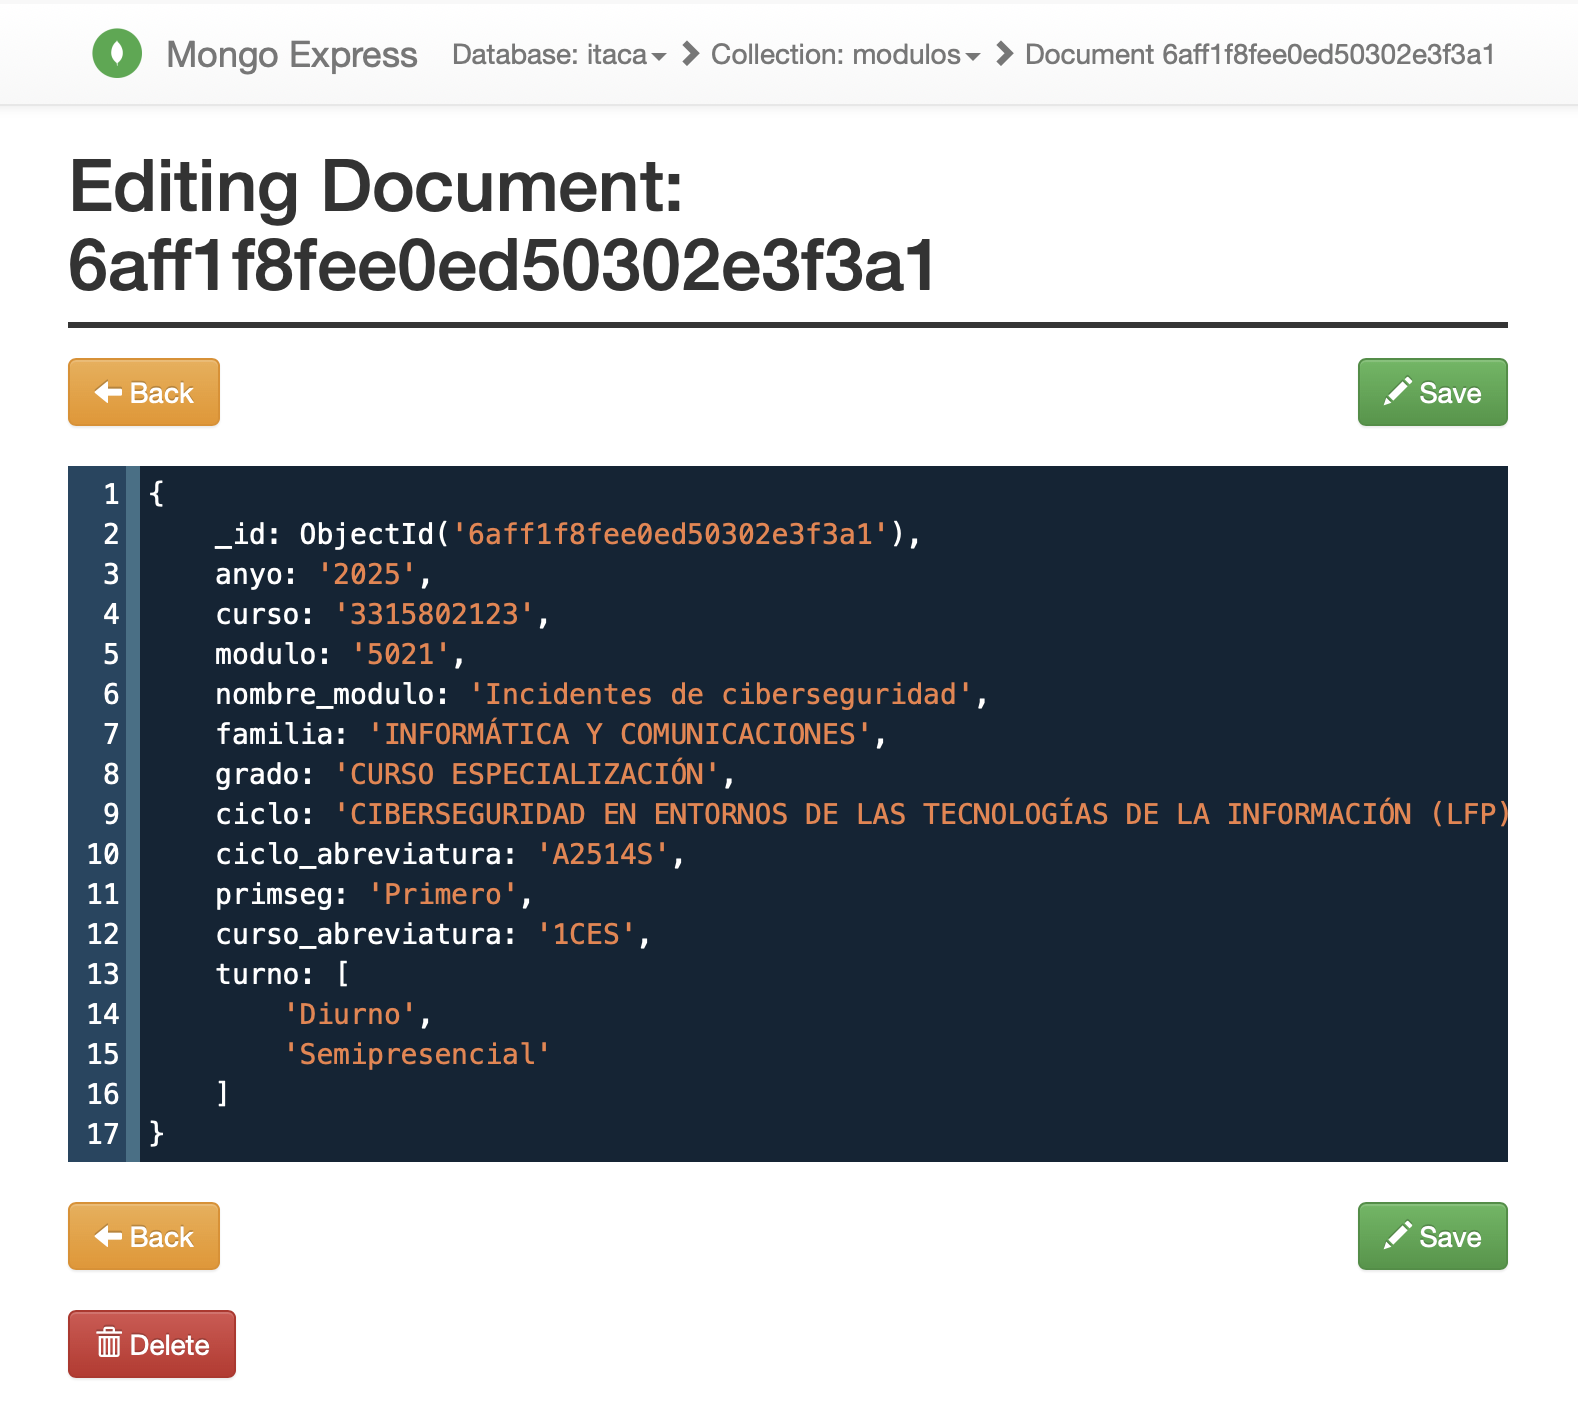 Mongo Express Database: itaca Collection: modulos Document 6aff1f8fee0ed50302e3f3a1
Editing Document:
6aff1f8fee0ed50302e3f3a1
Back Save
1 {
2 _id: ObjectId('6aff1f8fee0ed50302e3f3a1'),
3 anyo: '2025',
4 curso: '3315802123',
5 modulo: '5021',
6 nombre_modulo: 'Incidentes de ciberseguridad',
7 familia: 'INFORMÁTICA Y COMUNICACIONES',
8 grado: 'CURSO ESPECIALIZACIÓN',
9 ciclo: 'CIBERSEGURIDAD EN ENTORNOS DE LAS TECNOLOGÍAS DE LA INFORMACIÓN (LFP)
10 ciclo_abreviatura: 'A2514S',
11 primseg: 'Primero',
12 curso_abreviatura: '1CES',
13 turno: [
14 'Diurno',
15 'Semipresencial'
16 ]
17 }
Back Save
Delete